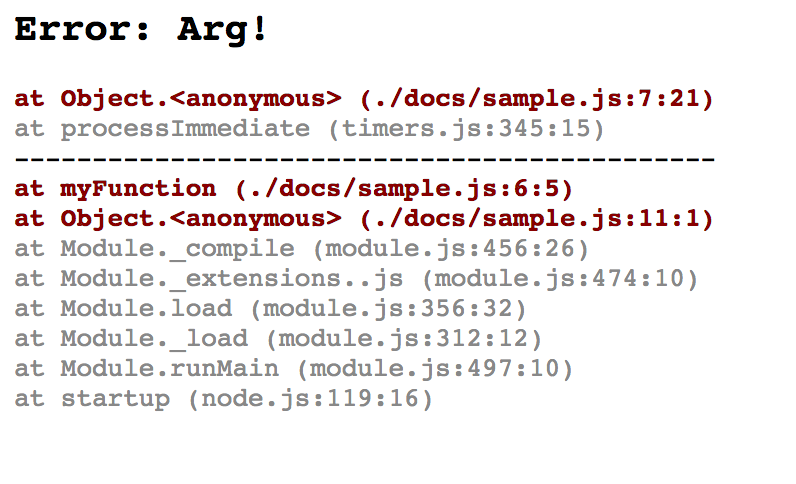 Error: Arg!
at Object.<anonymous> (./docs/sample.js:7:21)
at processImmediate (timers.js:345:15)
---------------------------------------------
at myFunction (./docs/sample.js:6:5)
at Object.<anonymous> (./docs/sample.js:11:1)
at Module._compile (module.js:456:26)
at Module._extensions..js (module.js:474:10)
at Module.load (module.js:356:32)
at Module._load (module.js:312:12)
at Module.runMain (module.js:497:10)
at startup (node.js:119:16)